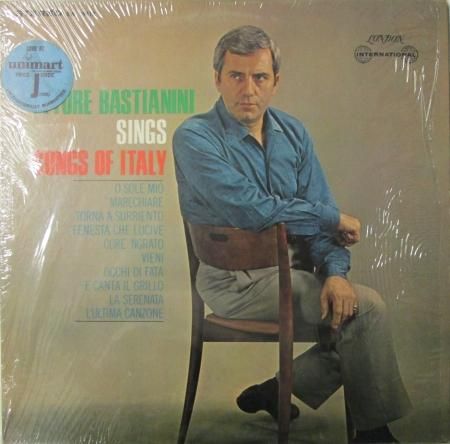 LONDON
INTERNATIONAL
unimart
J
TORE BASTIANINI
SINGS
SONGS OF ITALY
O SOLE MIO
MARECHIARE
TORNA A SURRIENTO
FENESTA CHE LUCIVE
CORE 'NGRATO
VIENI
OCCHI DI FATA
E CANTA IL GRILLO
LA SERENATA
L'ULTIMA CANZONE